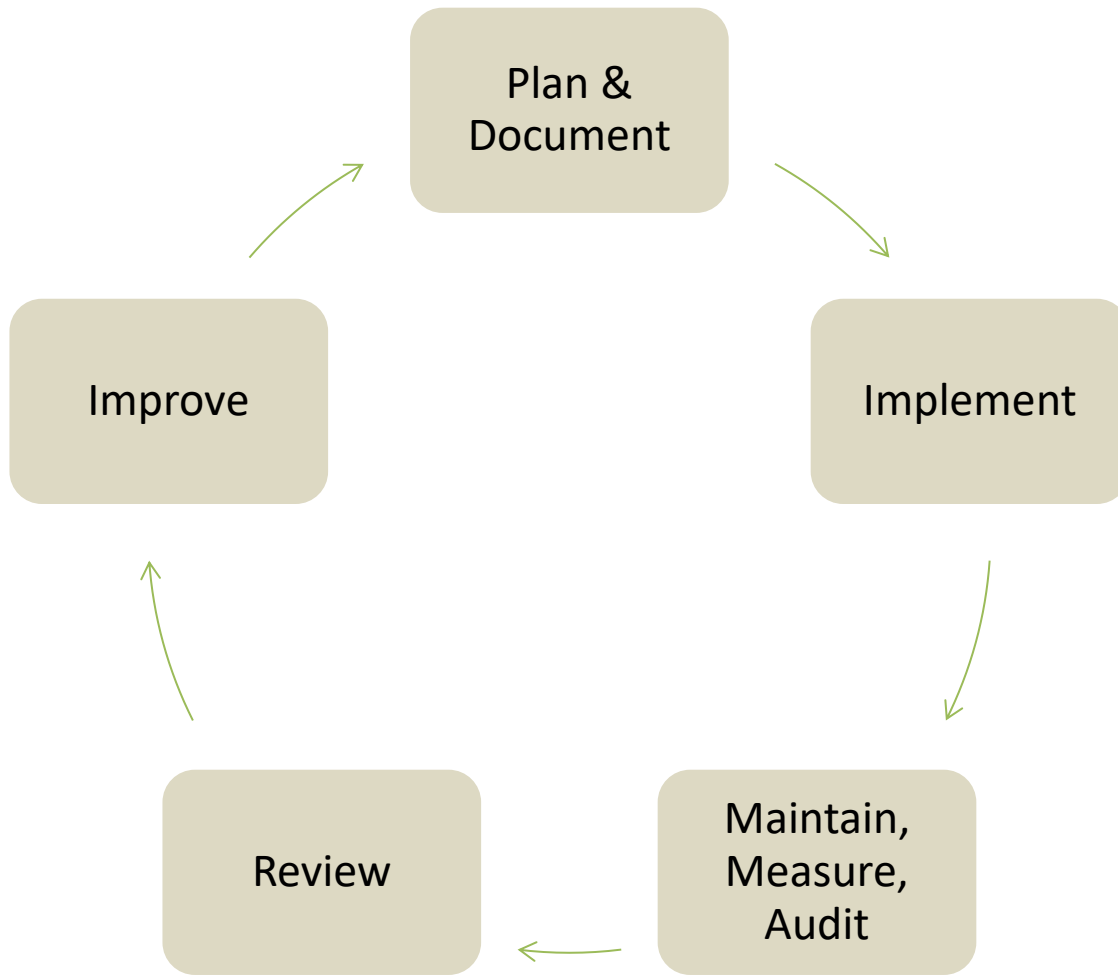 Plan &
Document
Implement
Maintain,
Measure,
Audit
Review
Improve